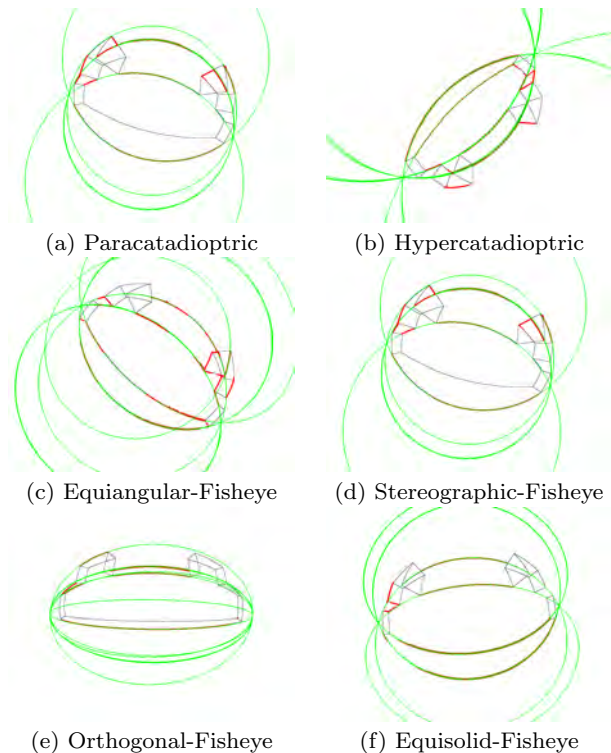 (a) Paracatadioptric
(b) Hypercatadioptric
(c) Equiangular-Fisheye
(d) Stereographic-Fisheye
(e) Orthogonal-Fisheye
(f) Equisolid-Fisheye